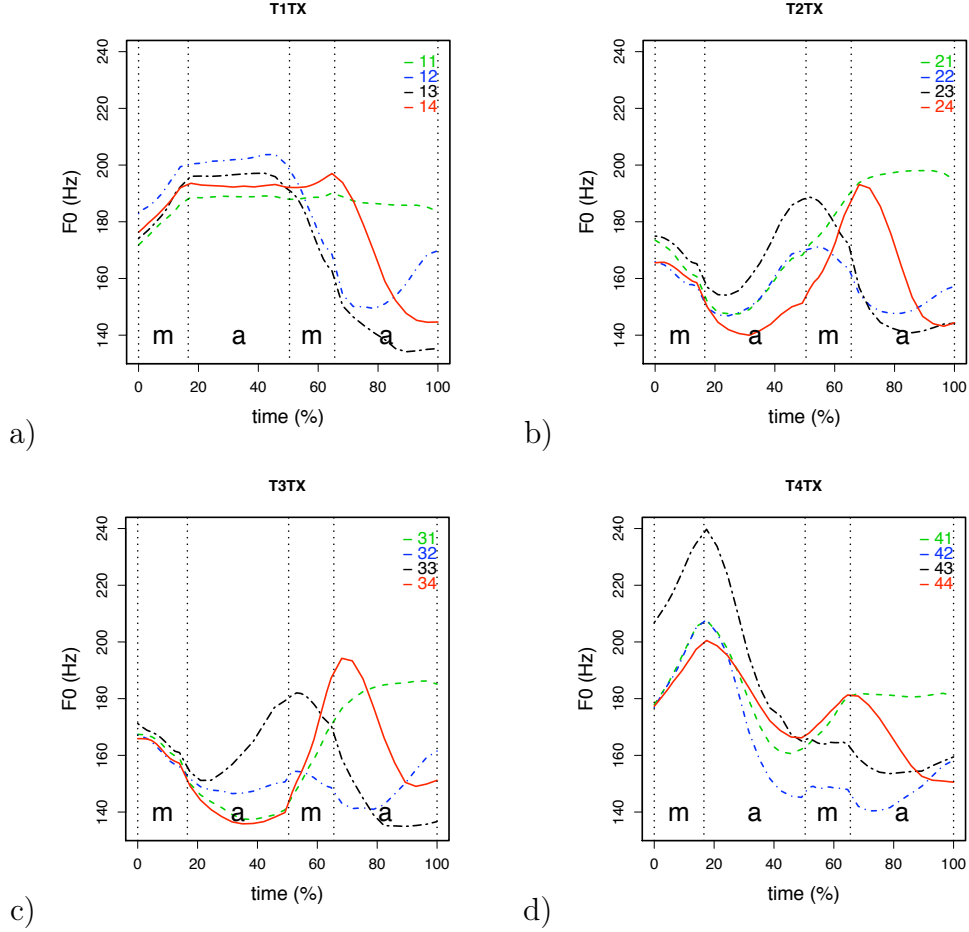 T1TX
F0 (Hz)
240
220
200
180
160
140
– 11
– 12
– 13
– 14
m a m a
0 20 40 60 80 100
time (%)
a)
T2TX
F0 (Hz)
240
220
200
180
160
140
– 21
– 22
– 23
– 24
m a m a
0 20 40 60 80 100
time (%)
b)
T3TX
F0 (Hz)
240
220
200
180
160
140
– 31
– 32
– 33
– 34
m a m a
0 20 40 60 80 100
time (%)
c)
T4TX
F0 (Hz)
240
220
200
180
160
140
– 41
– 42
– 43
– 44
m a m a
0 20 40 60 80 100
time (%)
d)